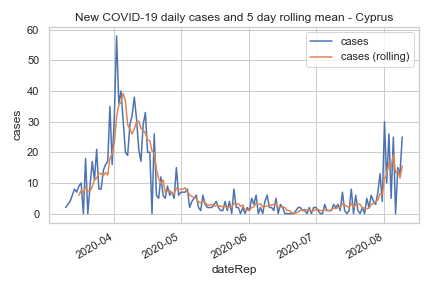 New COVID-19 daily cases and 5 day rolling mean - Cyprus
cases
cases (rolling)
60
50
40
30
20
10
0
cases
2020-04
2020-05
2020-06
2020-07
2020-08
dateRep